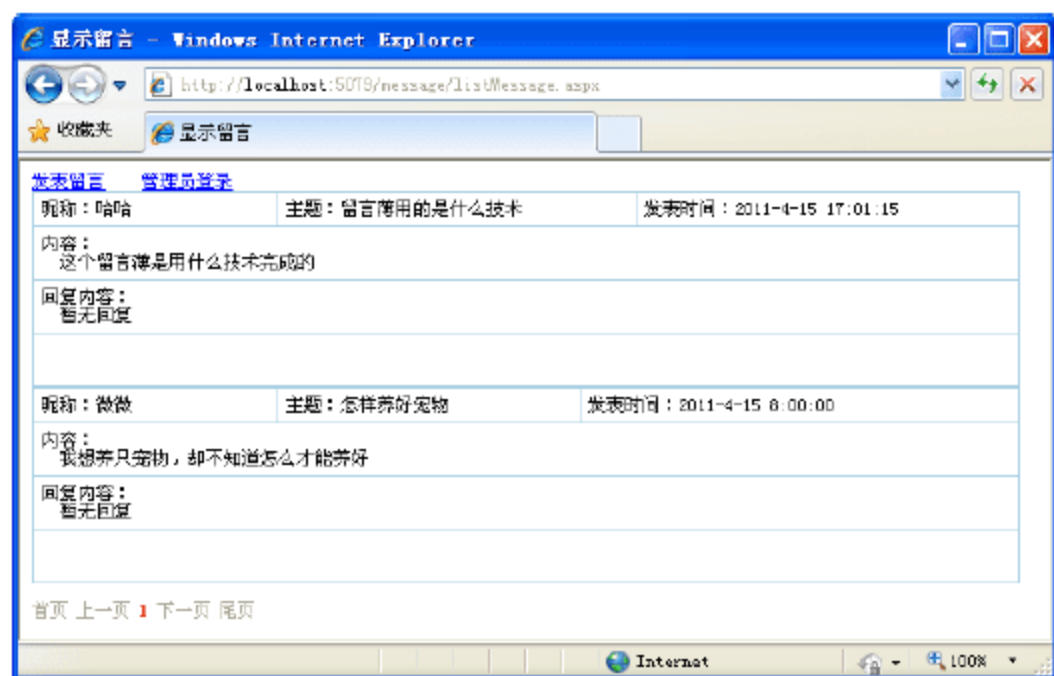 显示留言 - Windows Internet Explorer
http://localhost:5079/message/listMessage.aspx
收藏夹 显示留言
发表留言 管理员登录
昵称：哈哈 主题：留言薄用的是什么技术 发表时间：2011-4-15 17:01:15
内容：
这个留言薄是用什么技术完成的
回复内容：
暂无回复
昵称：微微 主题：怎样养好宠物 发表时间：2011-4-15 8:00:00
内容：
我想养只宠物，却不知道怎么才能养好
回复内容：
暂无回复
首页 上一页 1 下一页 尾页
Internet 100%